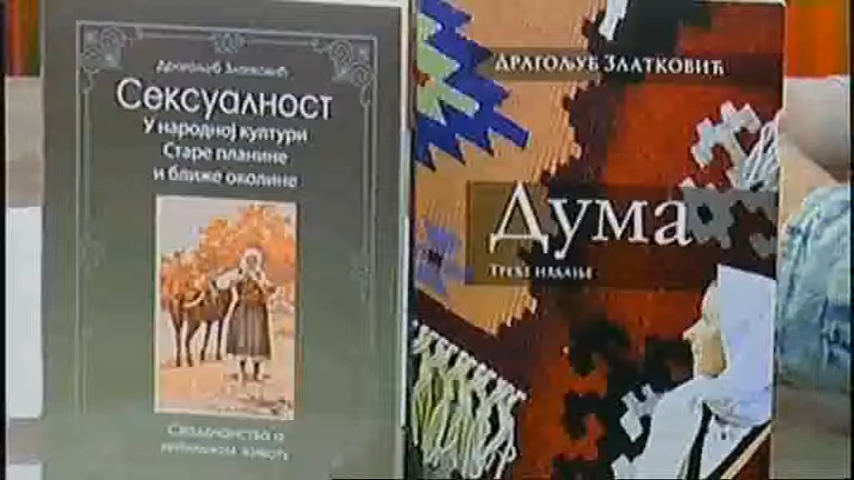 Драгољуб Златковић
Сексуалност
У народној култури
Старе планине
и ближе околине
Драгољуб Златковић
Дума
Треће издање